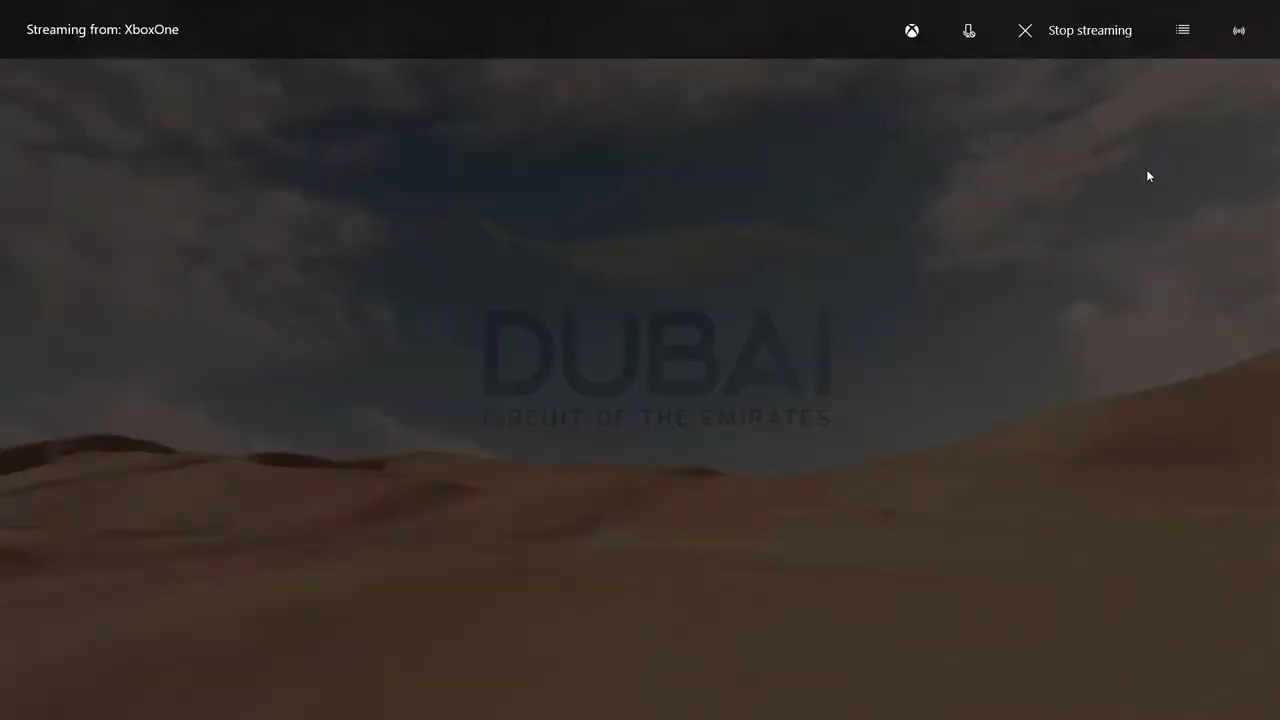 Streaming from: XboxOne
Stop streaming
DUBAI
CIRCUIT OF THE EMIRATES